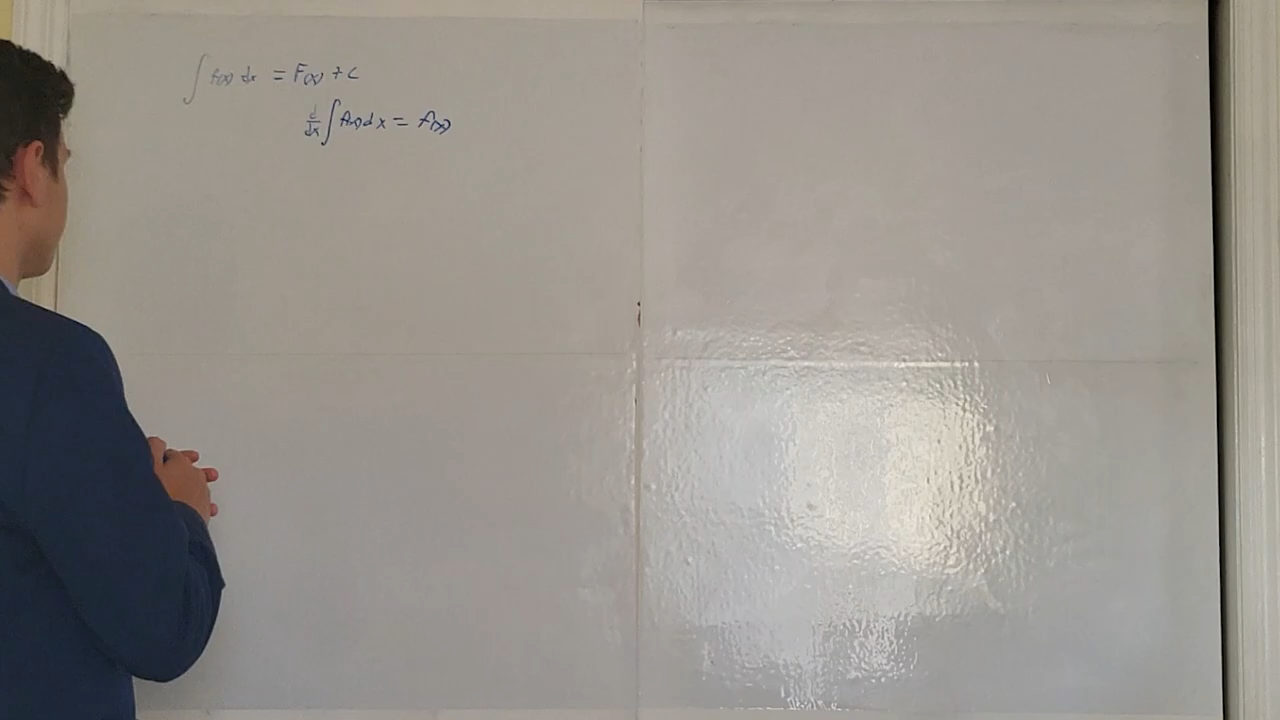 ∫ f(x) dx = F(x) + C
d/dx ∫ f(x) dx = f(x)